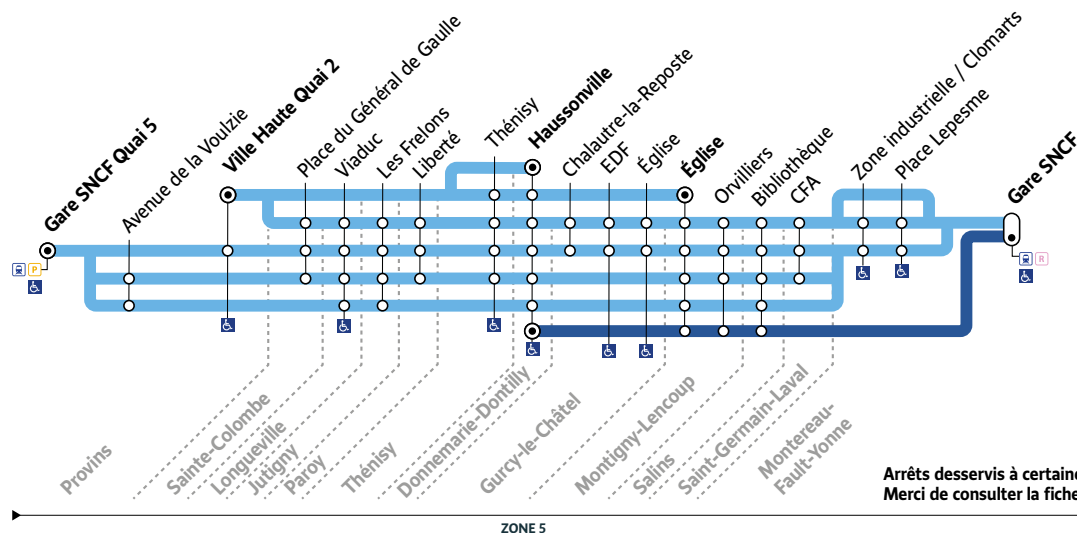 Gare SNCF Quai 5
Avenue de la Voulzie
Ville Haute Quai 2
Place du Général de Gaulle
Viaduc
Les Frelons
Liberté
Thénisy
Haussonville
Chalautre-la-Reposte
EDF
Église
Église
Orvilliers
Bibliothèque
CFA
Zone industrielle / Clomarts
Place Lepesme
Gare SNCF
P
R
Provins
Sainte-Colombe
Longueville
Jutigny
Paroy
Thénisy
Donnemarie-Dontilly
Gurcy-le-Châtel
Montigny-Lencoup
Salins
Saint-Germain-Laval
Montereau-
Fault-Yonne
Arrêts desservis à certaine
Merci de consulter la fiche
ZONE 5